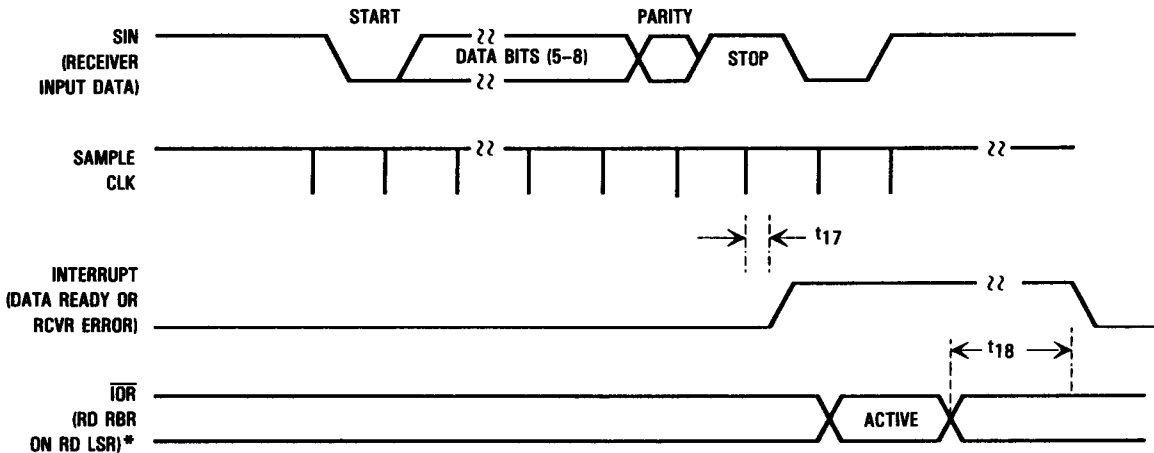 START
PARITY
SIN
(RECEIVER
INPUT DATA)
DATA BITS (5–8)
STOP
SAMPLE
CLK
t17
INTERRUPT
(DATA READY OR
RCVR ERROR)
t18
IOR
(RD RBR
ON RD LSR)*
ACTIVE